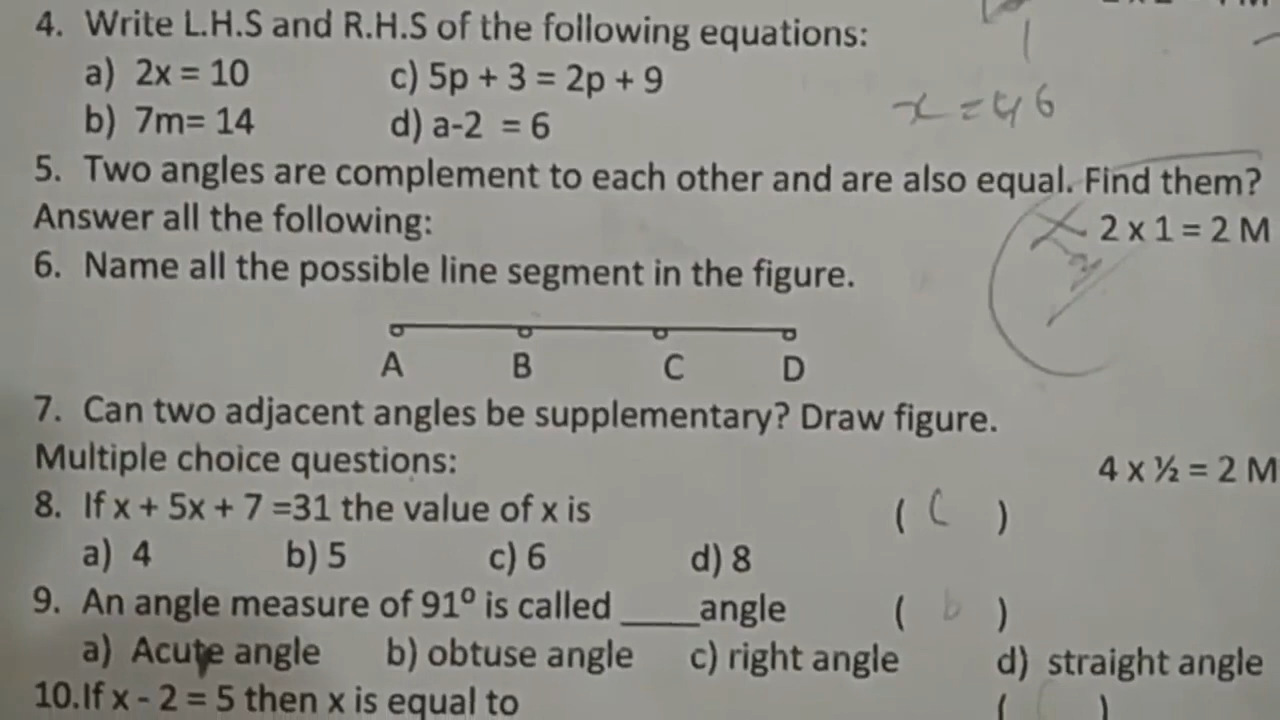 4. Write L.H.S and R.H.S of the following equations:
a) 2x = 10 c) 5p + 3 = 2p + 9
b) 7m= 14 d) a-2 = 6
x = 46
5. Two angles are complement to each other and are also equal. Find them?
Answer all the following: 2 x 1 = 2 M
6. Name all the possible line segment in the figure.
A B C D
7. Can two adjacent angles be supplementary? Draw figure.
Multiple choice questions: 4 x ½ = 2 M
8. If x + 5x + 7 =31 the value of x is ( C )
a) 4 b) 5 c) 6 d) 8
9. An angle measure of 91⁰ is called ____angle ( b )
a) Acute angle b) obtuse angle c) right angle d) straight angle
10.If x - 2 = 5 then x is equal to ( )